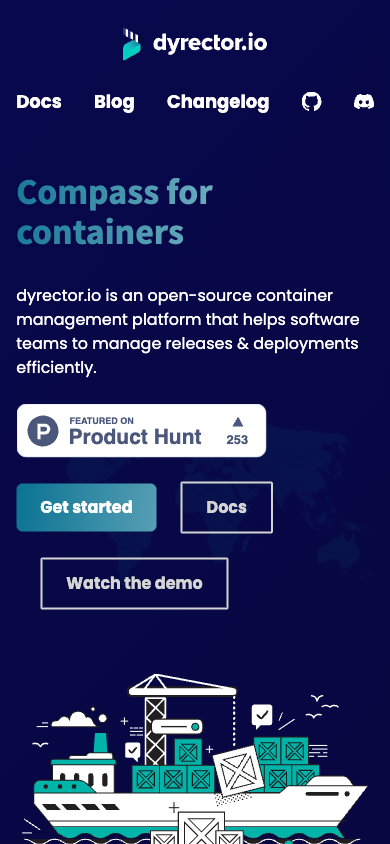 dyrector.io
Docs Blog Changelog
Compass for
containers
dyrector.io is an open-source container
management platform that helps software
teams to manage releases & deployments
efficiently.
P
FEATURED ON
Product Hunt
253
Get started Docs
Watch the demo